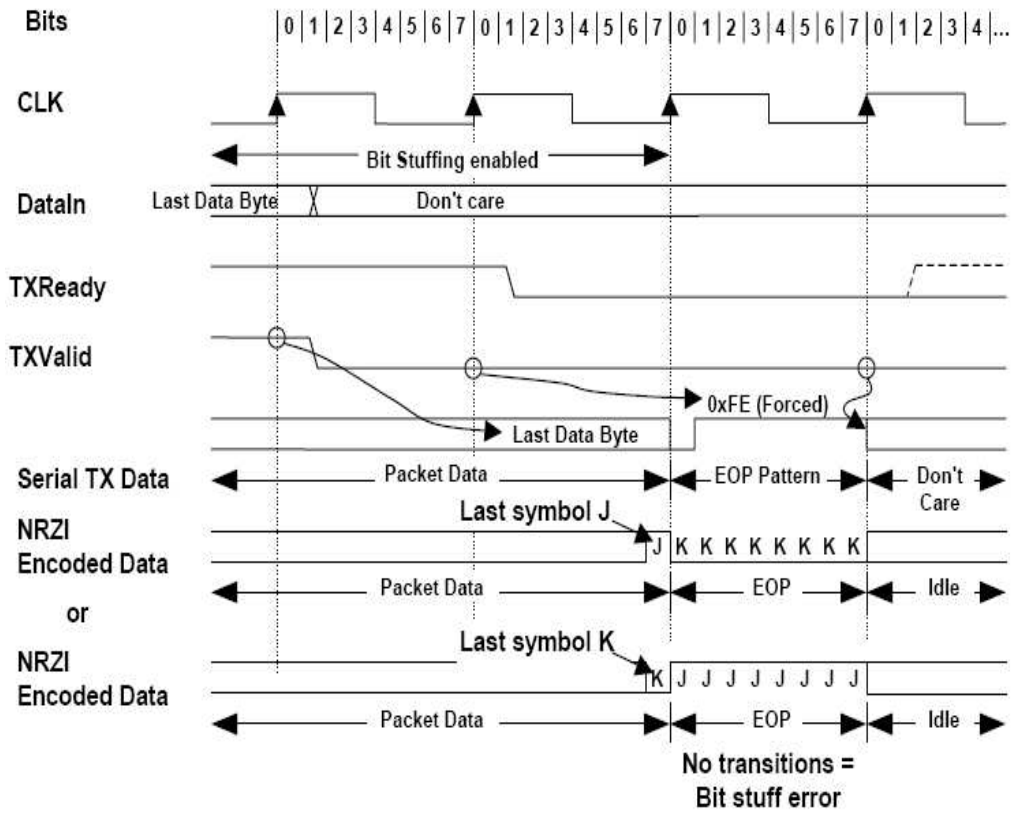 Bits
0 1 2 3 4 5 6 7 0 1 2 3 4 5 6 7 0 1 2 3 4 5 6 7 0 1 2 3 4 ...
CLK
Bit Stuffing enabled
DataIn
Last Data Byte
Don't care
TXReady
TXValid
0xFE (Forced)
Last Data Byte
Serial TX Data
Packet Data
EOP Pattern
Don't
Care
Last symbol J
NRZI
Encoded Data
J K K K K K K K K
Packet Data
EOP
Idle
or
Last symbol K
NRZI
Encoded Data
K J J J J J J J J
Packet Data
EOP
Idle
No transitions =
Bit stuff error